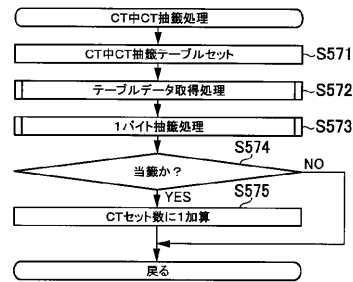 CT中CT抽籤処理
CT中CT抽籤テーブルセット S571
テーブルデータ取得処理 S572
1バイト抽籤処理 S573
S574
当籤か? NO
YES S575
CTセット数に1加算
戻る